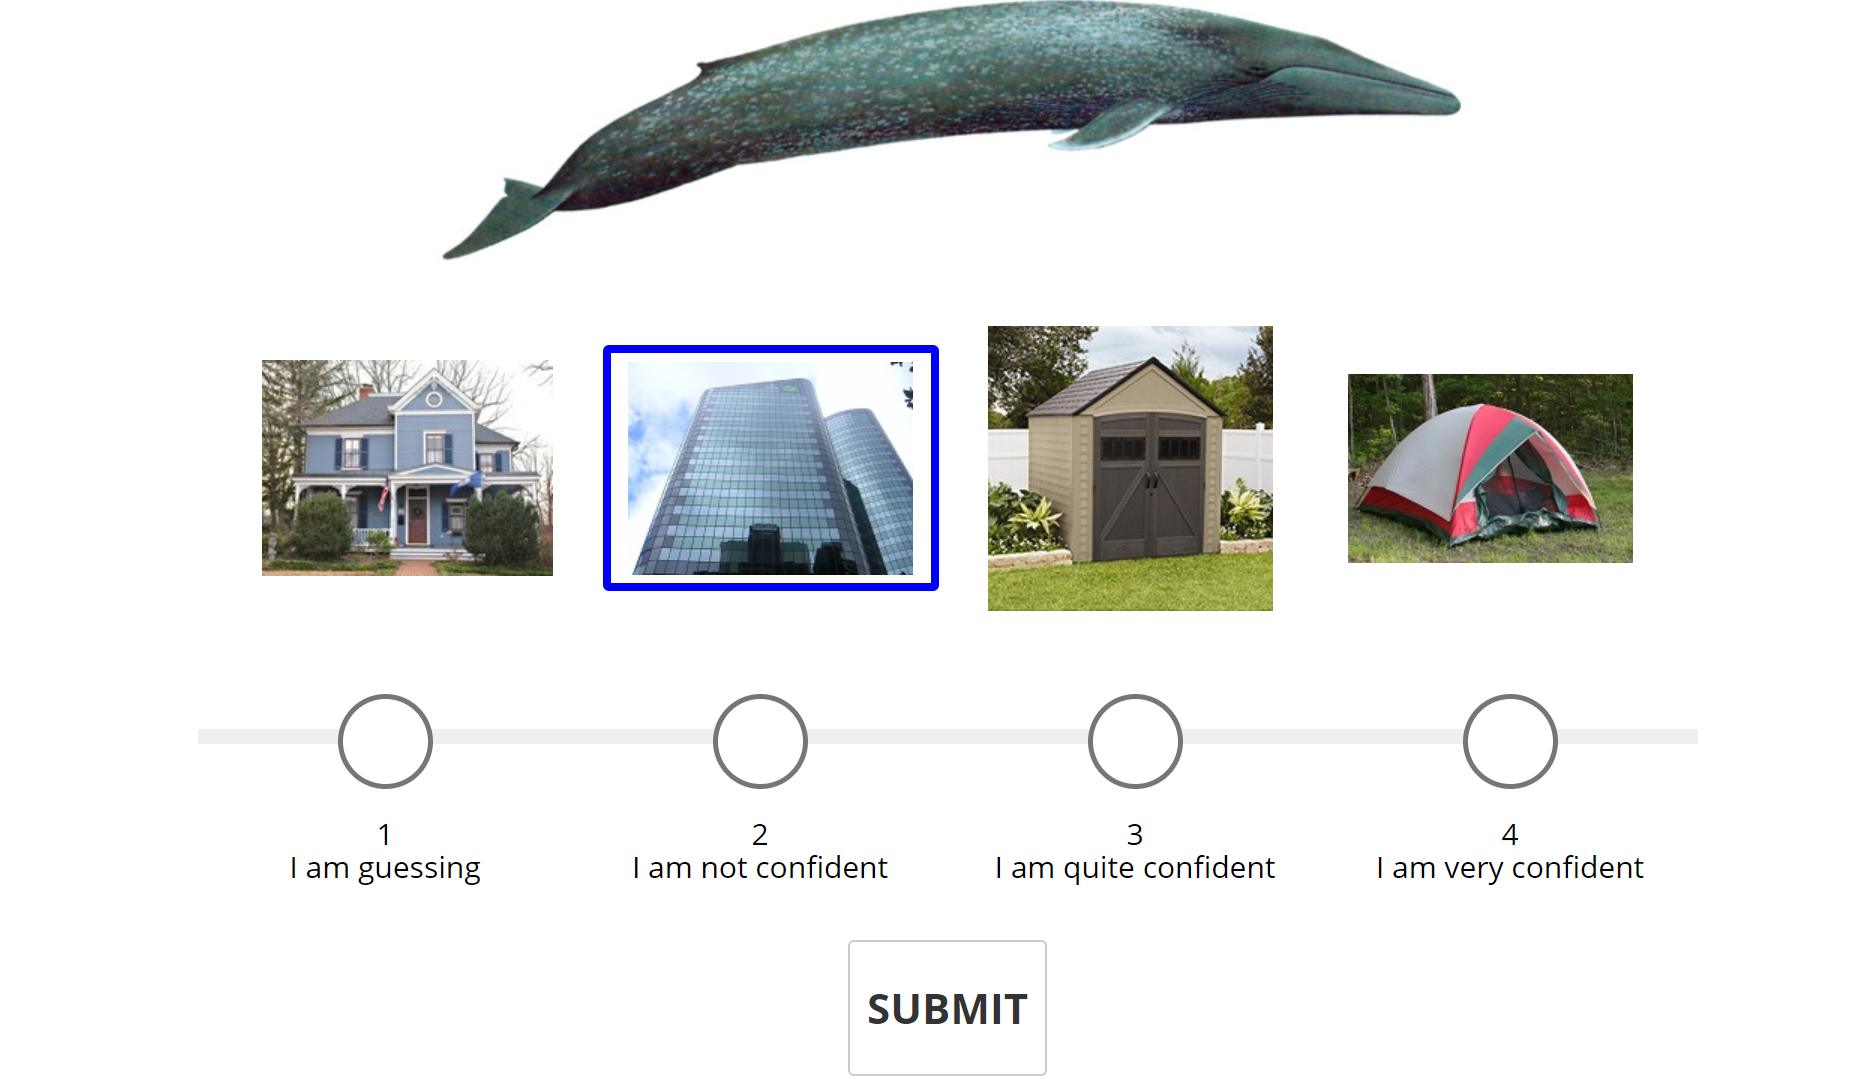 1
I am guessing
2
I am not confident
3
I am quite confident
4
I am very confident
SUBMIT